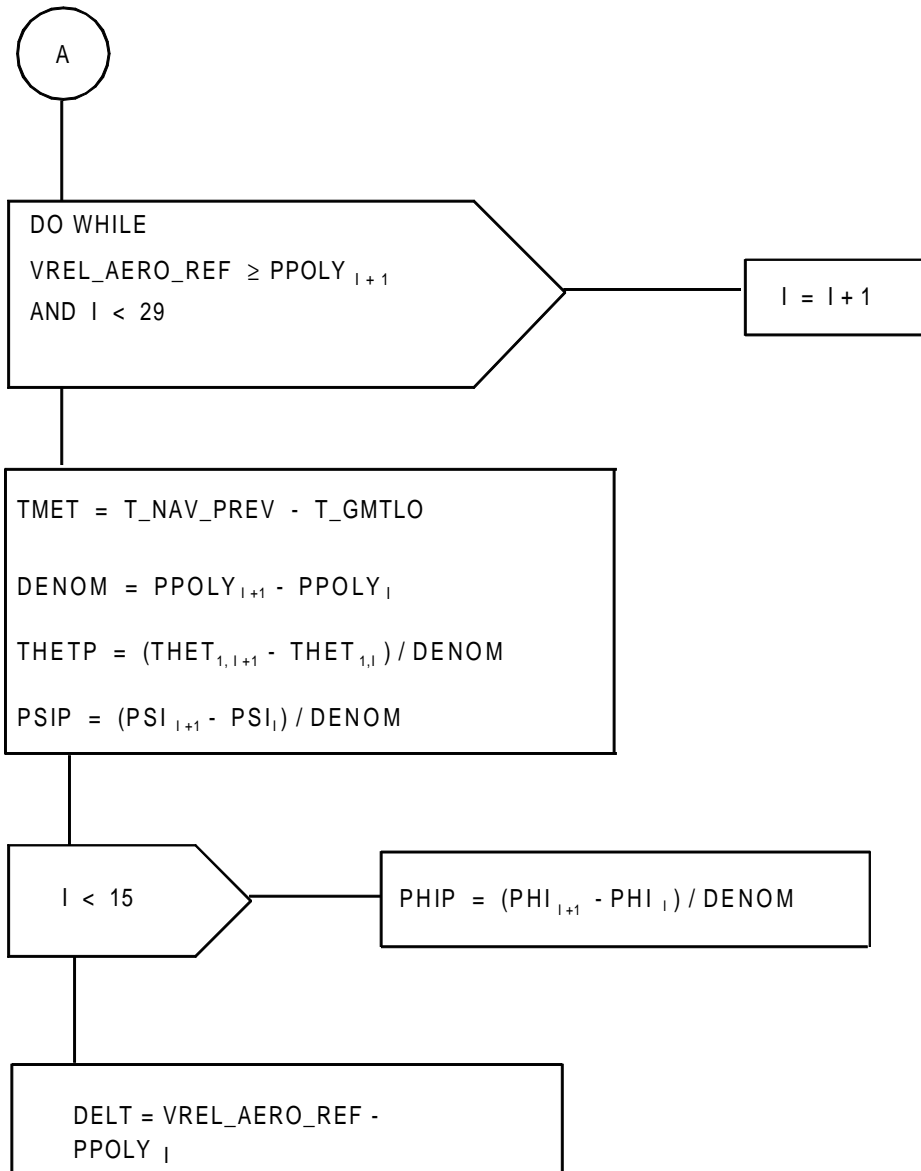 A
DO WHILE
VREL_AERO_REF ≥ PPOLY I + 1
AND I < 29
I = I + 1
TMET = T_NAV_PREV - T_GMTLO
DENOM = PPOLY I +1 - PPOLY I
THETP = (THET 1, I +1 - THET 1,I ) / DENOM
PSIP = (PSI I +1 - PSI I) / DENOM
I < 15
PHIP = (PHI I+1 - PHI I ) / DENOM
DELT = VREL_AERO_REF -
PPOLY I